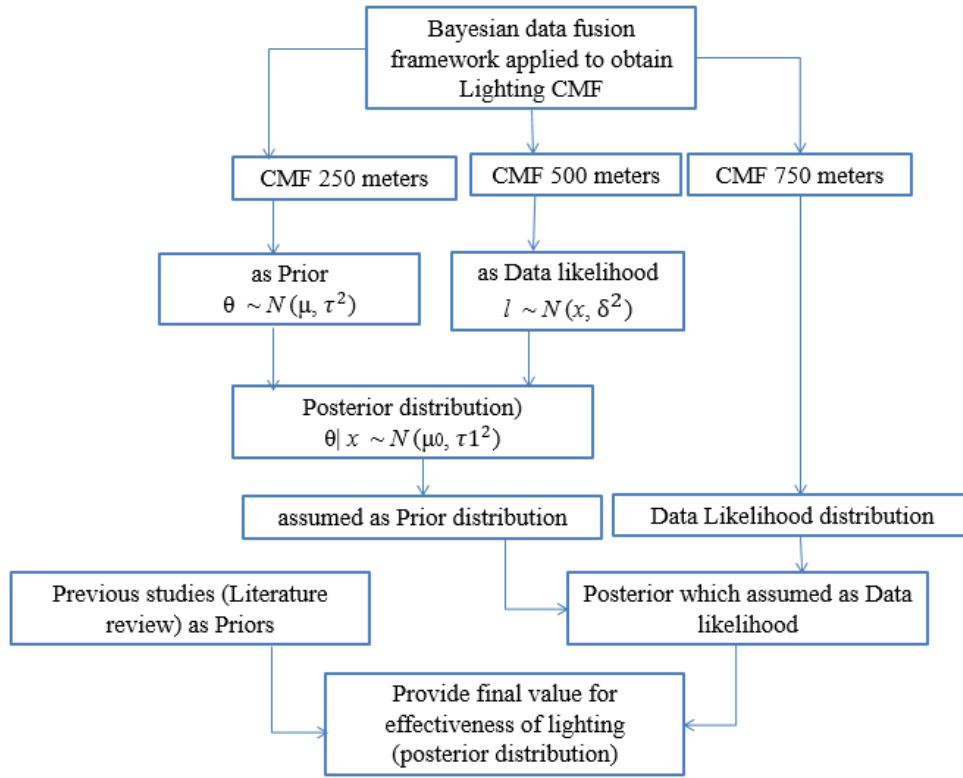 Bayesian data fusion
framework applied to obtain
Lighting CMF
CMF 250 meters
CMF 500 meters
CMF 750 meters
as Prior
θ ~ N(μ, τ²)
as Data likelihood
l ~ N(x, δ²)
Posterior distribution)
θ| x ~ N(μ0, τ1²)
assumed as Prior distribution
Data Likelihood distribution
Previous studies (Literature
review) as Priors
Posterior which assumed as Data
likelihood
Provide final value for
effectiveness of lighting
(posterior distribution)